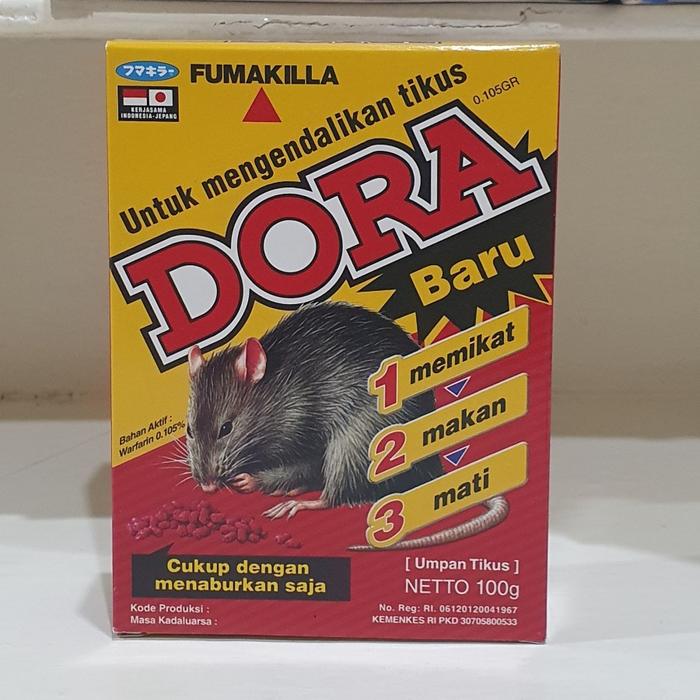 フマキラー FUMAKILLA
KERJASAMA
INDONESIA-JEPANG
Untuk mengendalikan tikus
0.105GR
DORA
Baru
1 memikat
2 makan
3 mati
Bahan Aktif :
Warfarin 0.105%
Cukup dengan
menaburkan saja
[ Umpan Tikus ]
NETTO 100g
Kode Produksi :
Masa Kadaluarsa :
No. Reg: RI. 06120120041967
KEMENKES RI PKD 30705800533